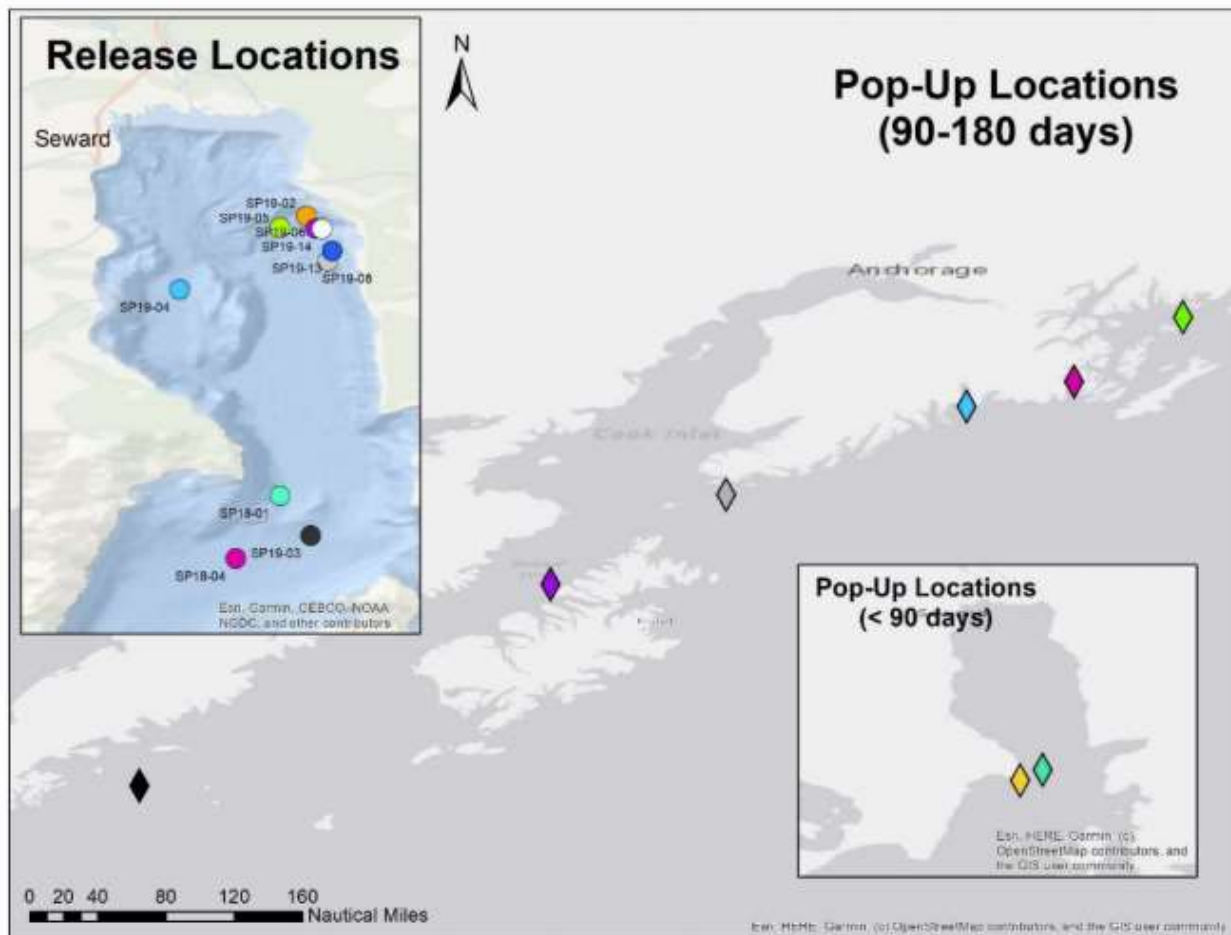 Release Locations
Seward
SP19-02
SP19-05
SP19-06
SP19-14
SP19-13
SP19-08
SP19-04
SP18-01
SP19-03
SP18-04
Esri, Garmin, GEBCO, NOAA
NGDC, and other contributors
N
Pop-Up Locations
(90-180 days)
Anchorage
Cook Inlet
Pop-Up Locations
(< 90 days)
Esri, HERE, Garmin, (c)
OpenStreetMap contributors, and
the GIS user community
0 20 40 80 120 160
Nautical Miles
Esri, HERE, Garmin, (c) OpenStreetMap contributors, and the GIS user community